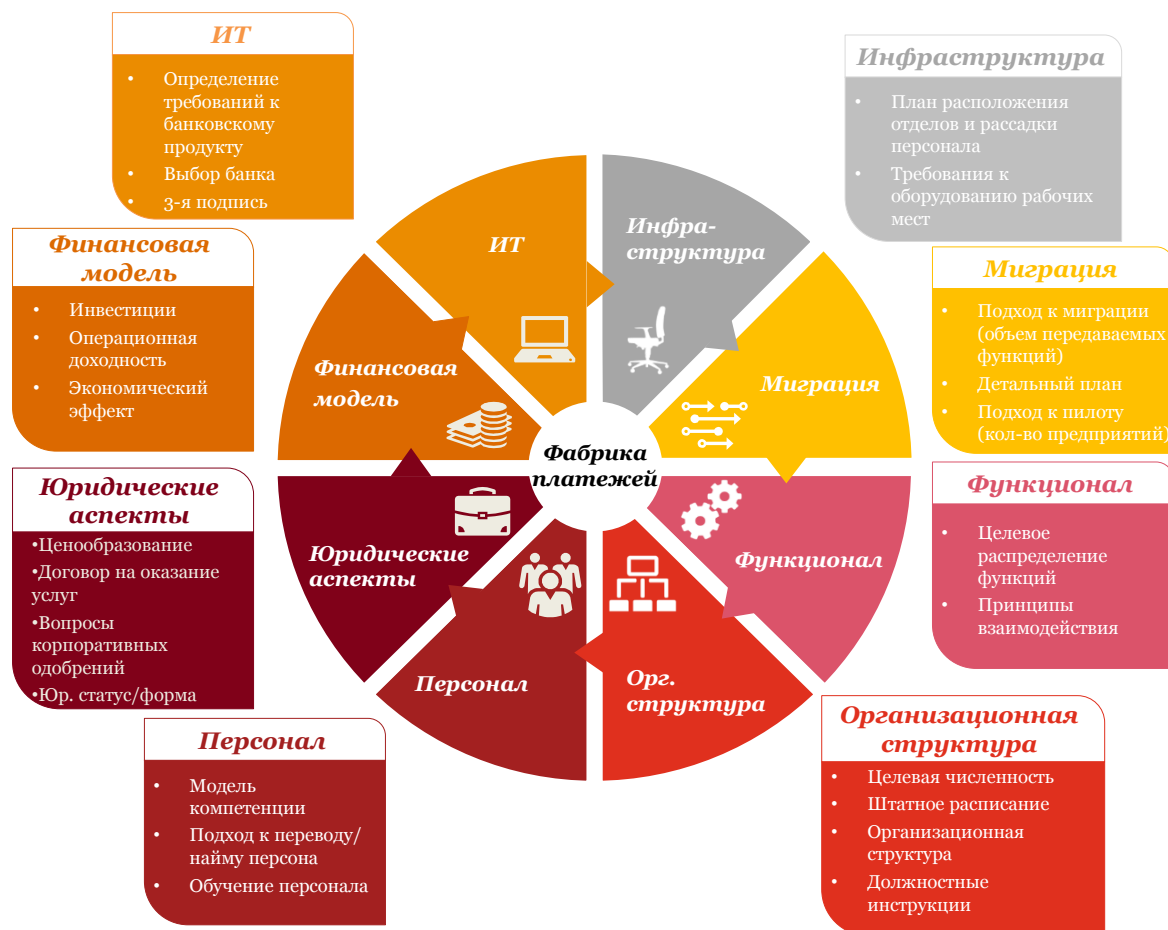 ИТ
• Определение
требований к
банковскому
продукту
• Выбор банка
• 3-я подпись
Инфраструктура
• План расположения
отделов и рассадки
персонала
• Требования к
оборудованию рабочих
мест
Финансовая
модель
• Инвестиции
• Операционная
доходность
• Экономический
эффект
Миграция
• Подход к миграции
(объем передаваемых
функций)
• Детальный план
• Подход к пилоту
(кол-во предприятий)
Юридические
аспекты
•Ценообразование
•Договор на оказание
услуг
•Вопросы
корпоративных
одобрений
•Юр. статус/форма
Функционал
• Целевое
распределение
функций
• Принципы
взаимодействия
Персонал
• Модель
компетенции
• Подход к переводу/
найму персона
• Обучение персонала
Организационная
структура
• Целевая численность
• Штатное расписание
• Организационная
структура
• Должностные
инструкции
ИТ
Инфра-
структура
Финансовая
модель
Миграция
Фабрика
платежей
Юридические
аспекты
Функционал
Персонал
Орг.
структура